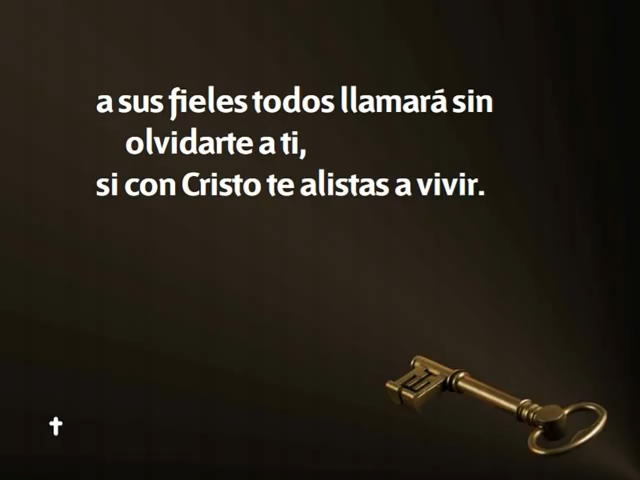 a sus fieles todos llamará sin
olvidarte a ti,
si con Cristo te alistas a vivir.